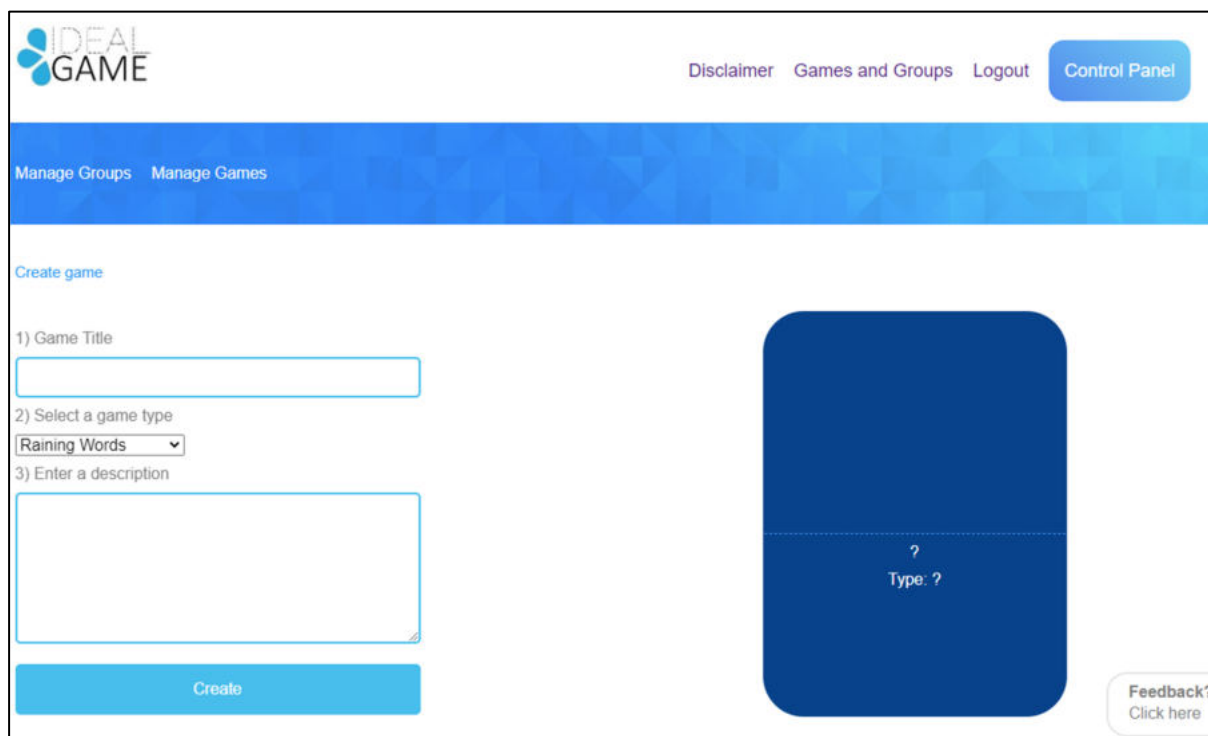 IDEAL
GAME
Disclaimer Games and Groups Logout Control Panel
Manage Groups Manage Games
Create game
1) Game Title
2) Select a game type
Raining Words
3) Enter a description
?
Type: ?
Create
Feedback?
Click here